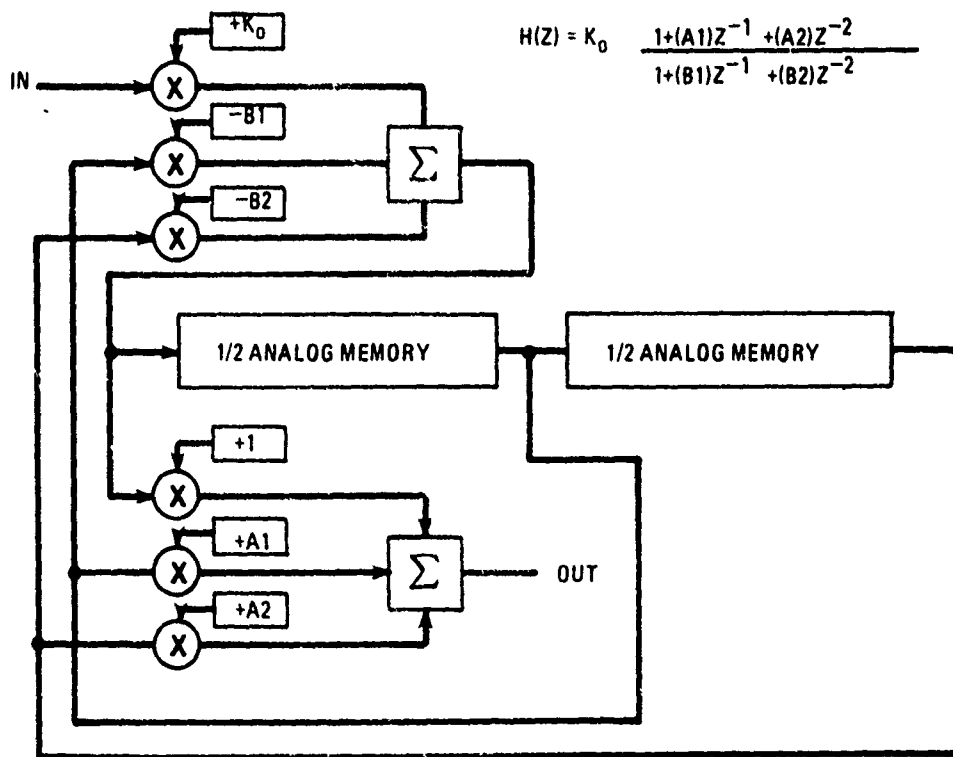 +K₀
H(Z) = K₀ 1+(A1)Z⁻¹ +(A2)Z⁻²
1+(B1)Z⁻¹ +(B2)Z⁻²
IN
X
-B1
X
Σ
-B2
X
1/2 ANALOG MEMORY
1/2 ANALOG MEMORY
+1
X
+A1
X
Σ
OUT
+A2
X